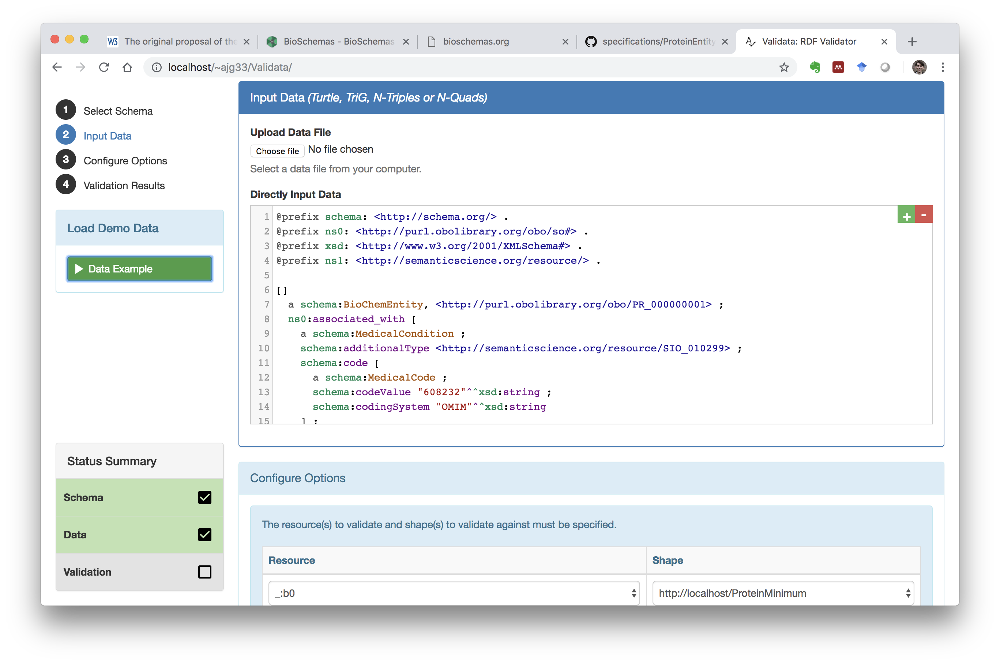 The original proposal of the
BioSchemas - BioSchemas
bioschemas.org
specifications/ProteinEntity
Validata: RDF Validator
localhost/~ajg33/Validata/
1 Select Schema
2 Input Data
3 Configure Options
4 Validation Results
Load Demo Data
Data Example
Status Summary
Schema
Data
Validation
Input Data (Turtle, TriG, N-Triples or N-Quads)
Upload Data File
Choose file No file chosen
Select a data file from your computer.
Directly Input Data
+ -
1 @prefix schema: <http://schema.org/> .
2 @prefix ns0: <http://purl.obolibrary.org/obo/so#> .
3 @prefix xsd: <http://www.w3.org/2001/XMLSchema#> .
4 @prefix ns1: <http://semanticscience.org/resource/> .
5
6 []
7 a schema:BioChemEntity, <http://purl.obolibrary.org/obo/PR_000000001> ;
8 ns0:associated_with [
9 a schema:MedicalCondition ;
10 schema:additionalType <http://semanticscience.org/resource/SIO_010299> ;
11 schema:code [
12 a schema:MedicalCode ;
13 schema:codeValue "608232"^^xsd:string ;
14 schema:codingSystem "OMIM"^^xsd:string
15 ] ;
Configure Options
The resource(s) to validate and shape(s) to validate against must be specified.
Resource Shape
_:b0 http://localhost/ProteinMinimum